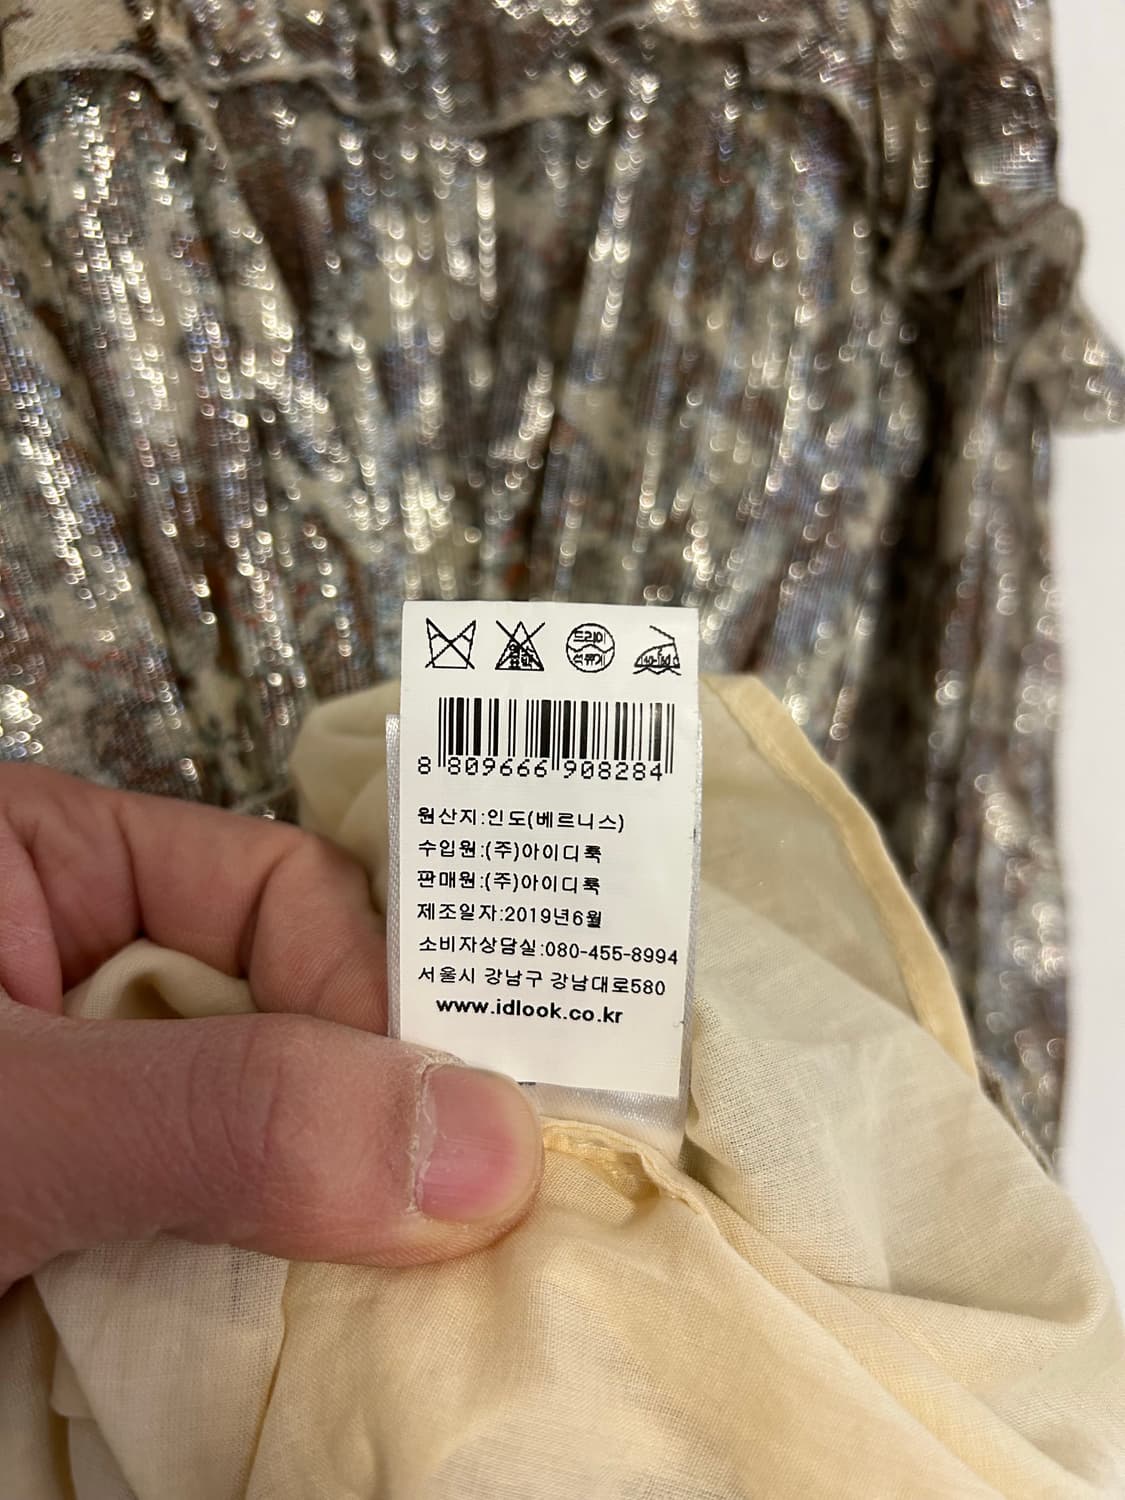 드라이
석유계
8 809666 908284
원산지:인도(베르니스)
수입원:(주)아이디룩
판매원:(주)아이디룩
제조일자:2019년6월
소비자상담실:080-455-8994
서울시 강남구 강남대로580
www.idlook.co.kr